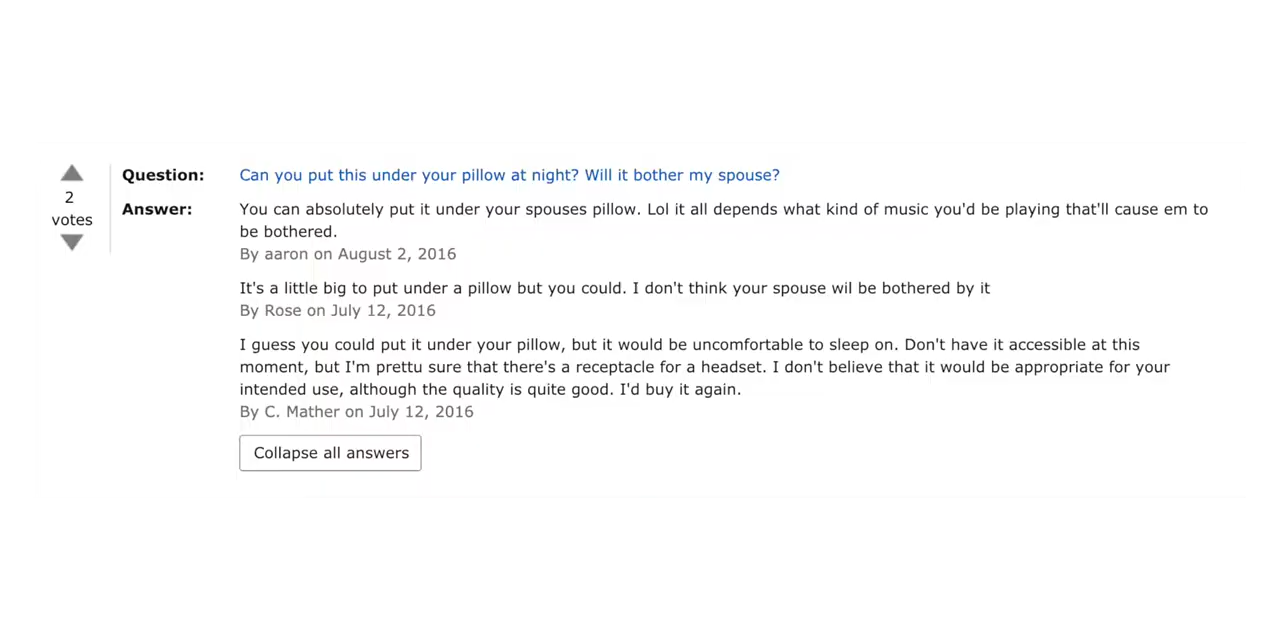 2
votes
Question: Can you put this under your pillow at night? Will it bother my spouse?
Answer: You can absolutely put it under your spouses pillow. Lol it all depends what kind of music you'd be playing that'll cause em to
be bothered.
By aaron on August 2, 2016
It's a little big to put under a pillow but you could. I don't think your spouse wil be bothered by it
By Rose on July 12, 2016
I guess you could put it under your pillow, but it would be uncomfortable to sleep on. Don't have it accessible at this
moment, but I'm prettu sure that there's a receptacle for a headset. I don't believe that it would be appropriate for your
intended use, although the quality is quite good. I'd buy it again.
By C. Mather on July 12, 2016
Collapse all answers